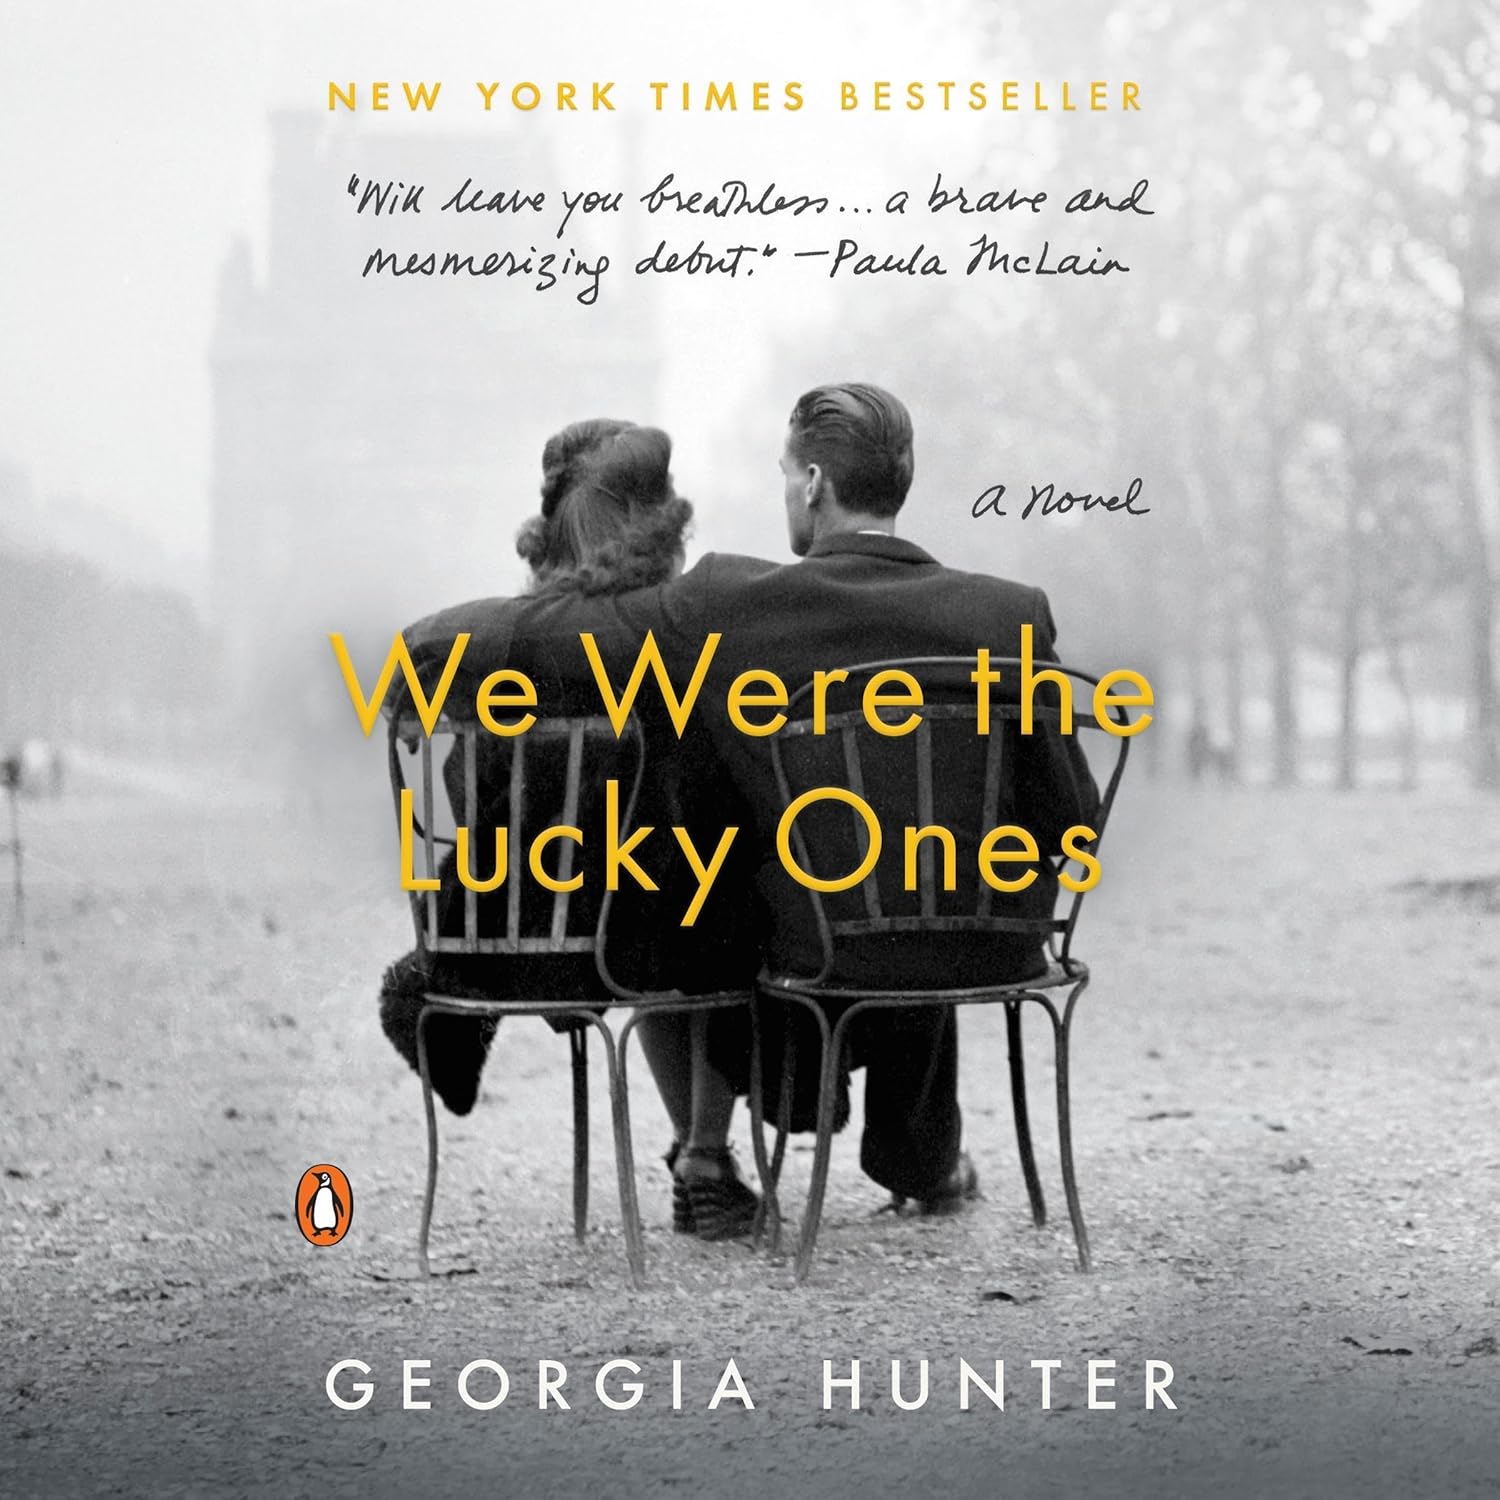 NEW YORK TIMES BESTSELLER
"Will leave you breathless... a brave and
mesmerizing debut." —Paula McLain
a novel
We Were the
Lucky Ones
GEORGIA HUNTER